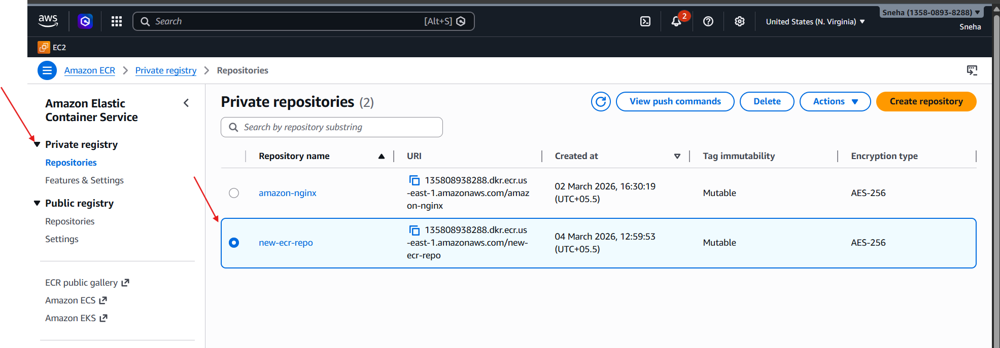 aws
Search
[Alt+S]
2
United States (N. Virginia)
Sneha (1358-0893-8288)
Sneha
EC2
Amazon ECR
Private registry
Repositories
Amazon Elastic
Container Service
Private registry
Repositories
Features & Settings
Public registry
Repositories
Settings
ECR public gallery
Amazon ECS
Amazon EKS
Private repositories (2)
View push commands
Delete
Actions
Create repository
Search by repository substring
Repository name
URI
Created at
Tag immutability
Encryption type
amazon-nginx
135808938288.dkr.ecr.us
-east-1.amazonaws.com/amaz
on-nginx
02 March 2026, 16:30:19
(UTC+05.5)
Mutable
AES-256
new-ecr-repo
135808938288.dkr.ecr.us
-east-1.amazonaws.com/new-
ecr-repo
04 March 2026, 12:59:53
(UTC+05.5)
Mutable
AES-256